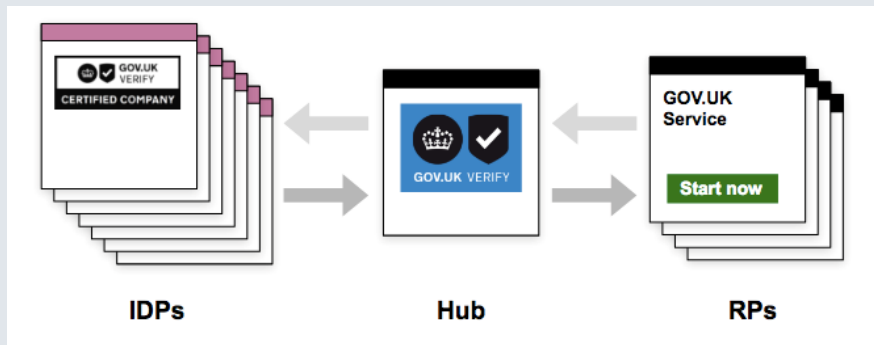 GOV.UK
VERIFY
CERTIFIED COMPANY
GOV.UK VERIFY
GOV.UK
Service
Start now
IDPs
Hub
RPs